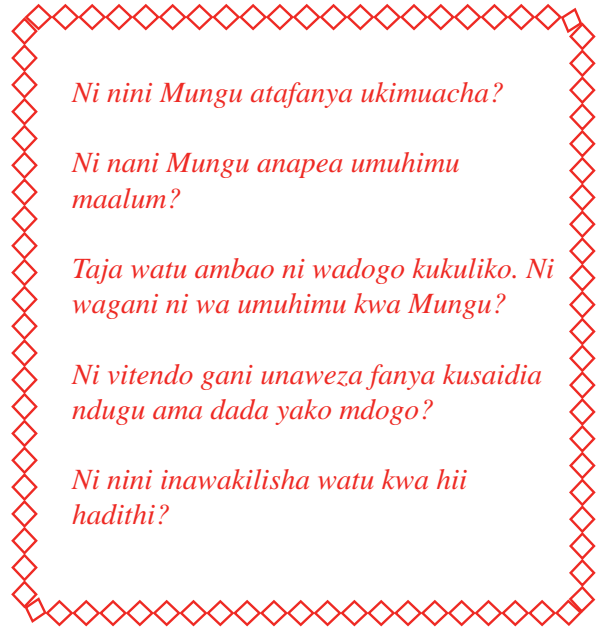 Ni nini Mungu atafanya ukimuacha?
Ni nani Mungu anapea umuhimu
maalum?
Taja watu ambao ni wadogo kukuliko. Ni
wagani ni wa umuhimu kwa Mungu?
Ni vitendo gani unaweza fanya kusaidia
ndugu ama dada yako mdogo?
Ni nini inawakilisha watu kwa hii
hadithi?